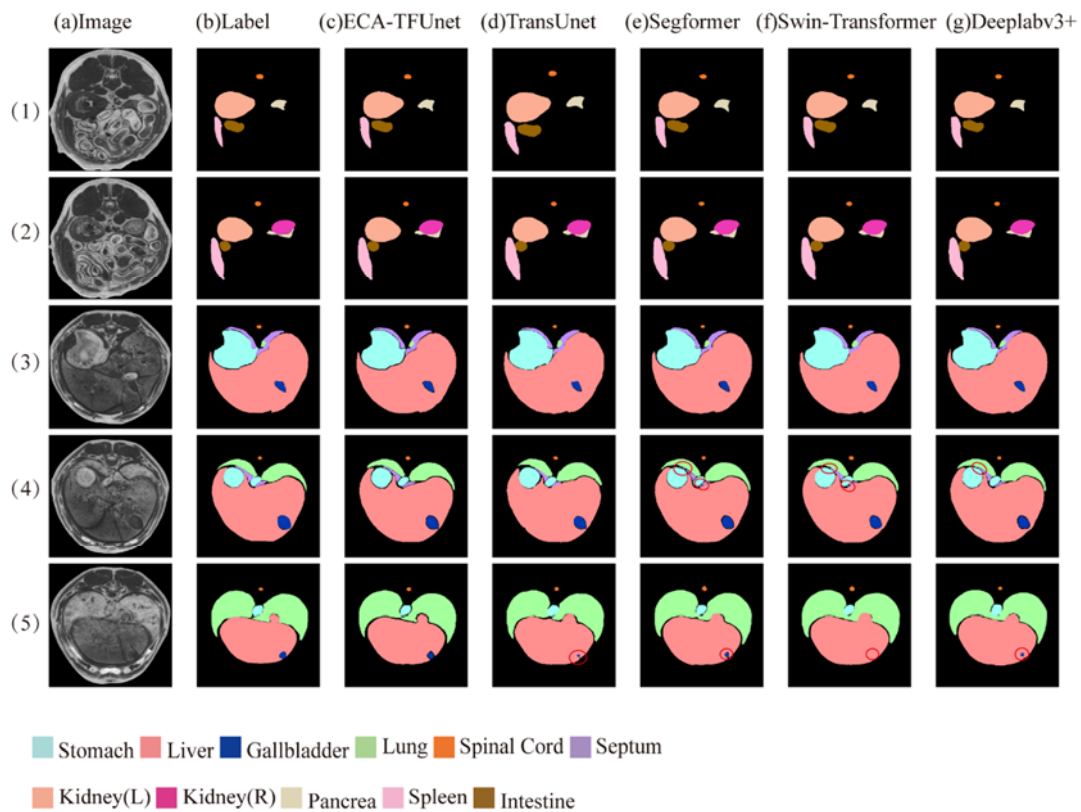 (a)Image (b)Label (c)ECA-TFUnet (d)TransUnet (e)Segformer (f)Swin-Transformer (g)Deeplabv3+
(1)
(2)
(3)
(4)
(5)
Stomach Liver Gallbladder Lung Spinal Cord Septum
Kidney(L) Kidney(R) Pancrea Spleen Intestine